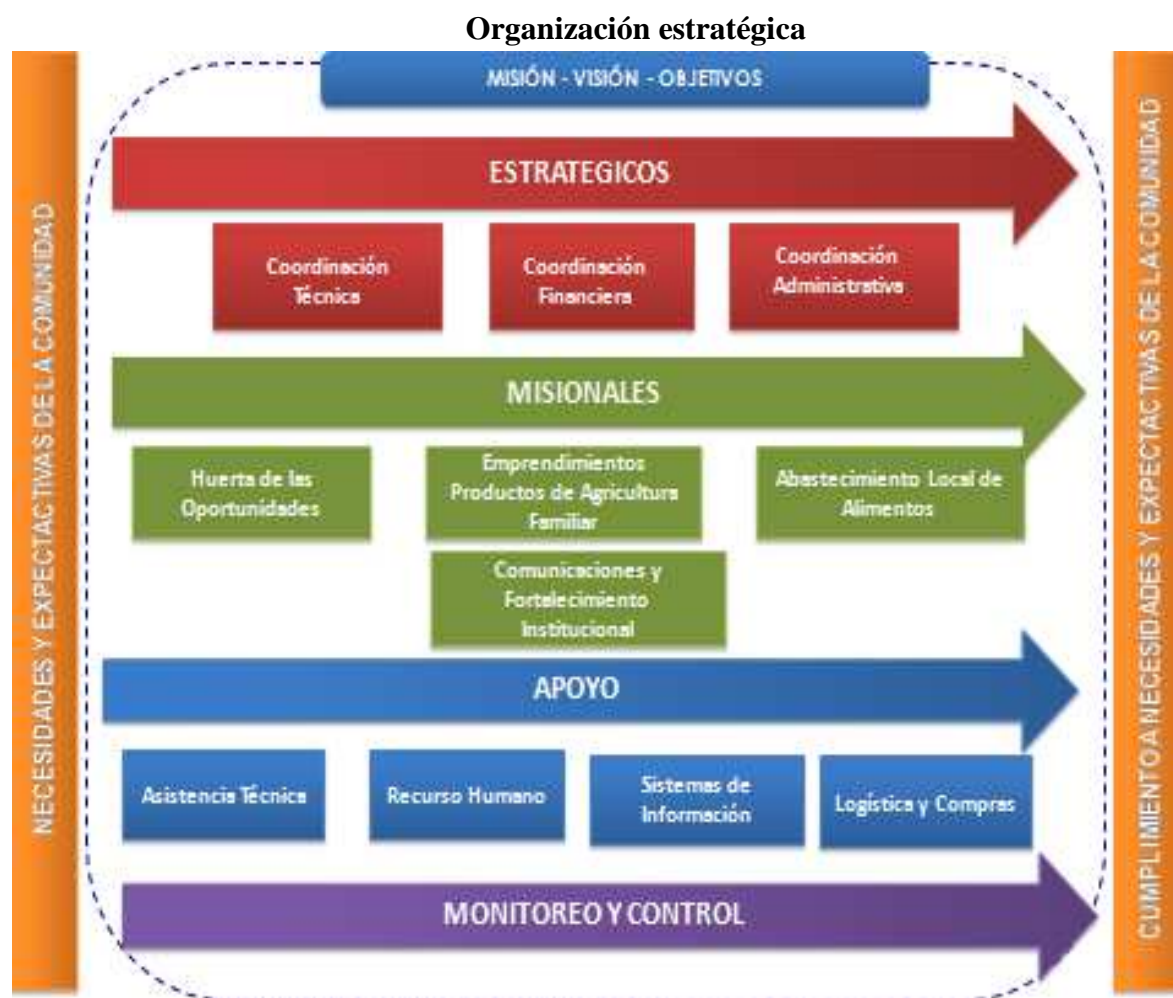 Organización estratégica
MISIÓN - VISIÓN - OBJETIVOS
NECESIDADES Y EXPECTACTIVAS DE LA COMUNIDAD
ESTRATEGICOS
Coordinación
Técnica
Coordinación
Financiera
Coordinación
Administrativa
MISIONALES
Huerta de las
Oportunidades
Emprendimientos
Productos de Agricultura
Familiar
Abastecimiento Local de
Alimentos
Comunicaciones y
Fortalecimiento
Institucional
APOYO
Asistencia Técnica
Recurso Humano
Sistemas de
Información
Logística y Compras
MONITOREO Y CONTROL
CUMPLIMIENTO A NECESIDADES Y EXPECTACTIVAS DE LA COMUNIDAD